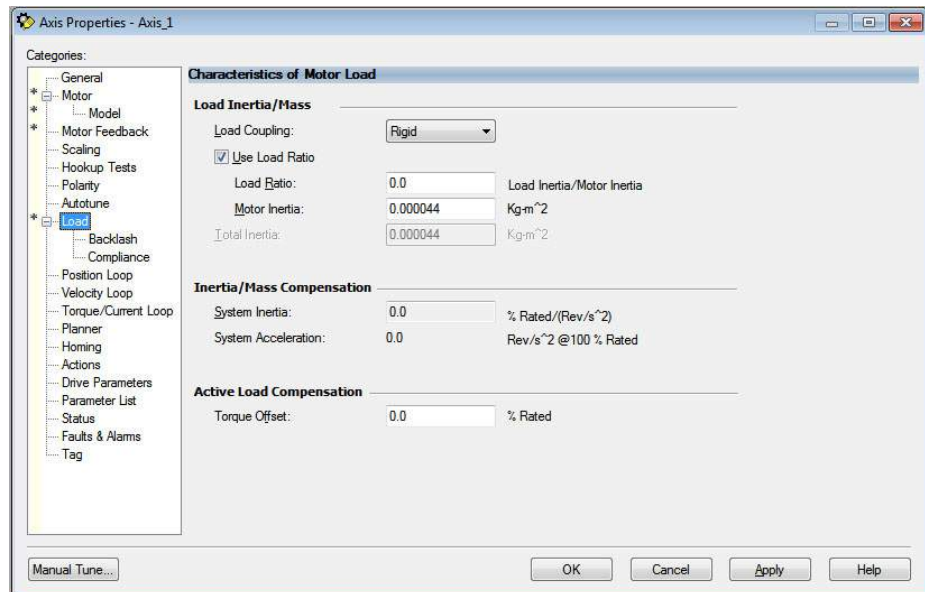 Axis Properties - Axis_1
Categories:
General
* Motor
* Model
* Motor Feedback
Scaling
Hookup Tests
Polarity
Autotune
* Load
Backlash
Compliance
Position Loop
Velocity Loop
Torque/Current Loop
Planner
Homing
Actions
Drive Parameters
Parameter List
Status
Faults & Alarms
Tag
Characteristics of Motor Load
Load Inertia/Mass
Load Coupling: Rigid
Use Load Ratio
Load Ratio: 0.0 Load Inertia/Motor Inertia
Motor Inertia: 0.000044 Kg-m^2
Total Inertia: 0.000044 Kg-m^2
Inertia/Mass Compensation
System Inertia: 0.0 % Rated/(Rev/s^2)
System Acceleration: 0.0 Rev/s^2 @100 % Rated
Active Load Compensation
Torque Offset: 0.0 % Rated
Manual Tune... OK Cancel Apply Help